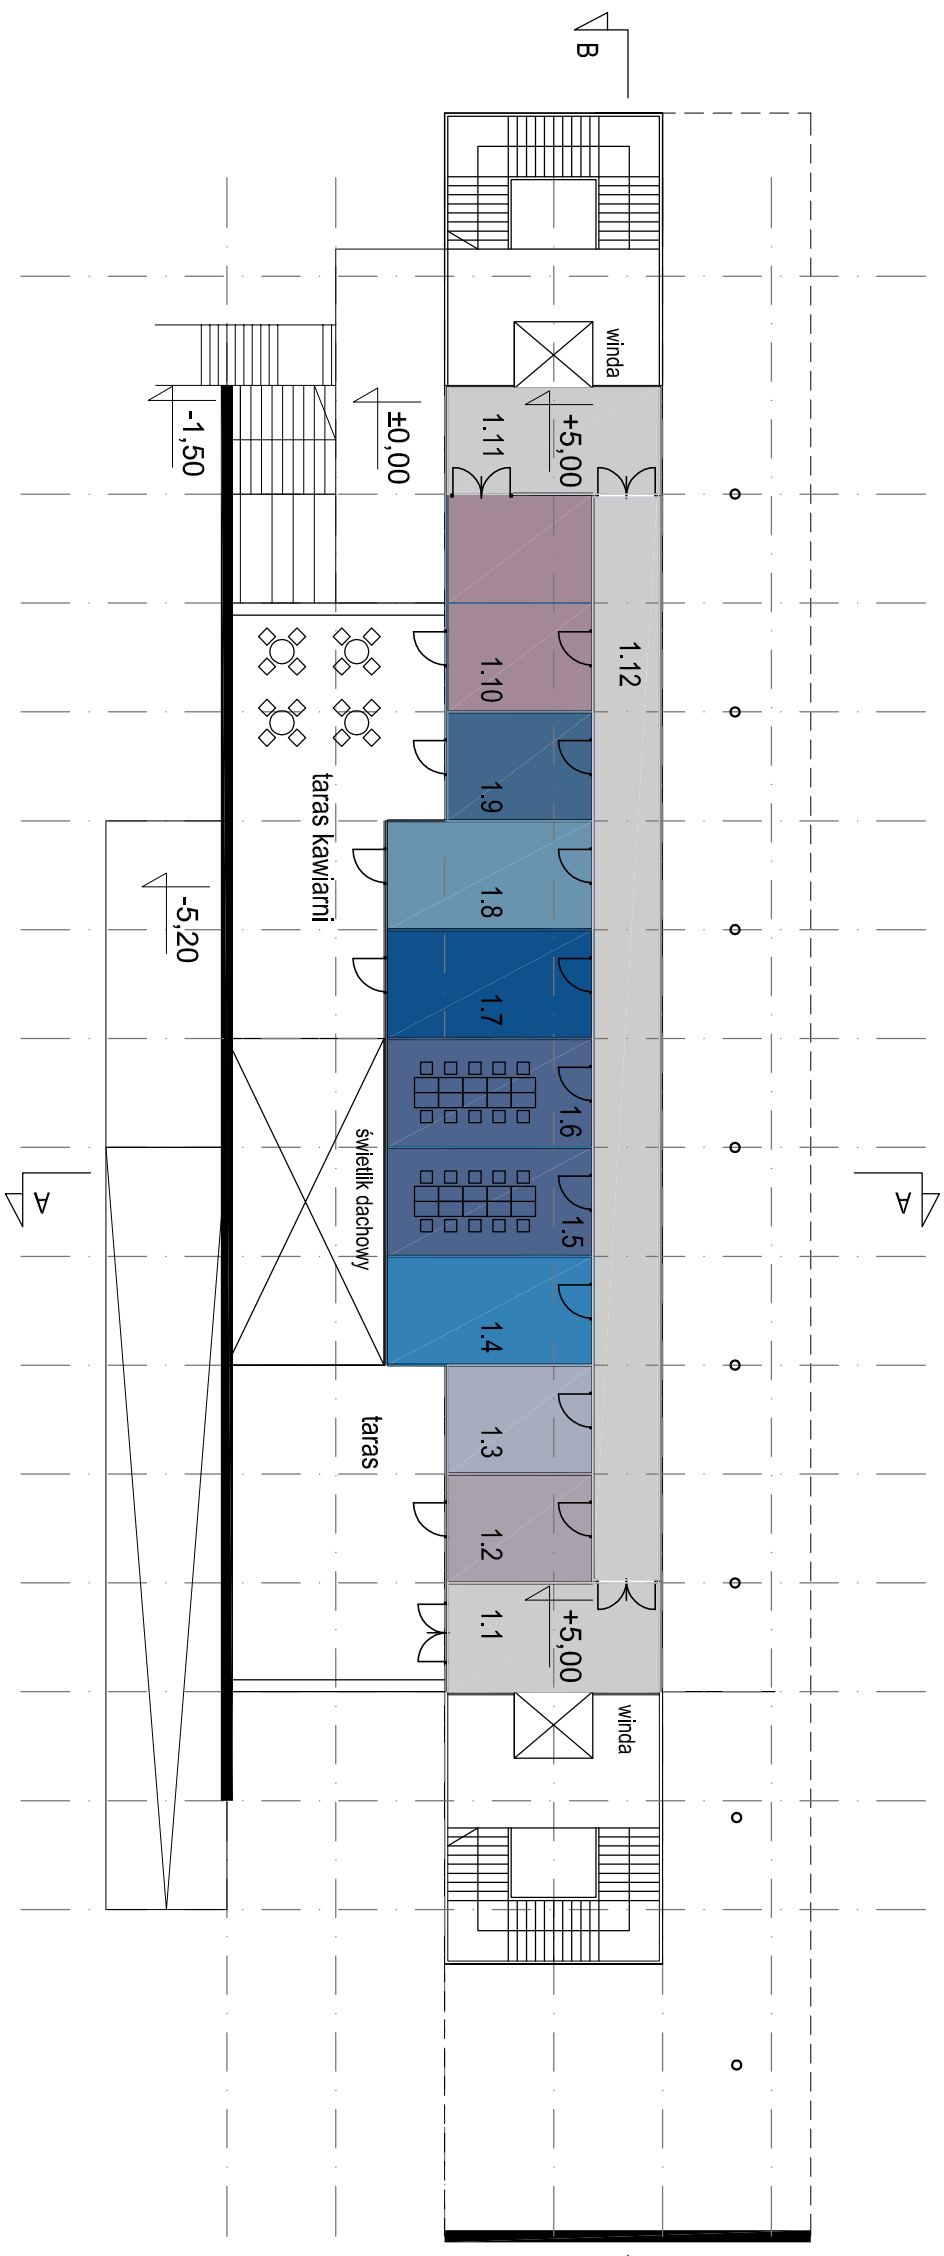 B
winda
-1,50
±0,00
1.11
+5,00
1.12
1.10
1.9
taras kawiarni
1.8
-5,20
1.7
1.6
świetlik dachowy
A
A
1.5
1.4
taras
1.3
1.2
1.1
+5,00
winda